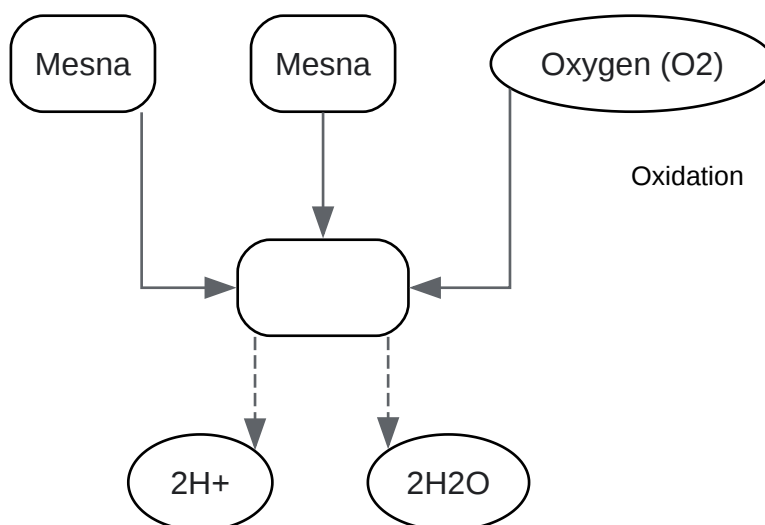 Mesna
Mesna
Oxygen (O2)
Oxidation
2H+
2H2O